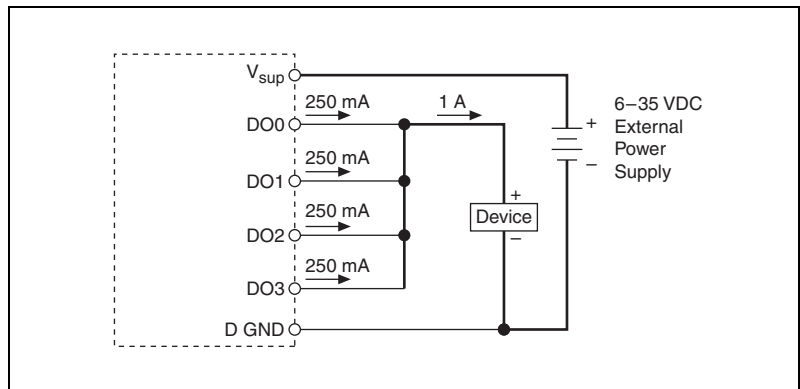 Vsup
250 mA
1 A
DO0
250 mA
DO1
250 mA
DO2
250 mA
DO3
D GND
+
Device
–
+
–
6–35 VDC
External
Power
Supply